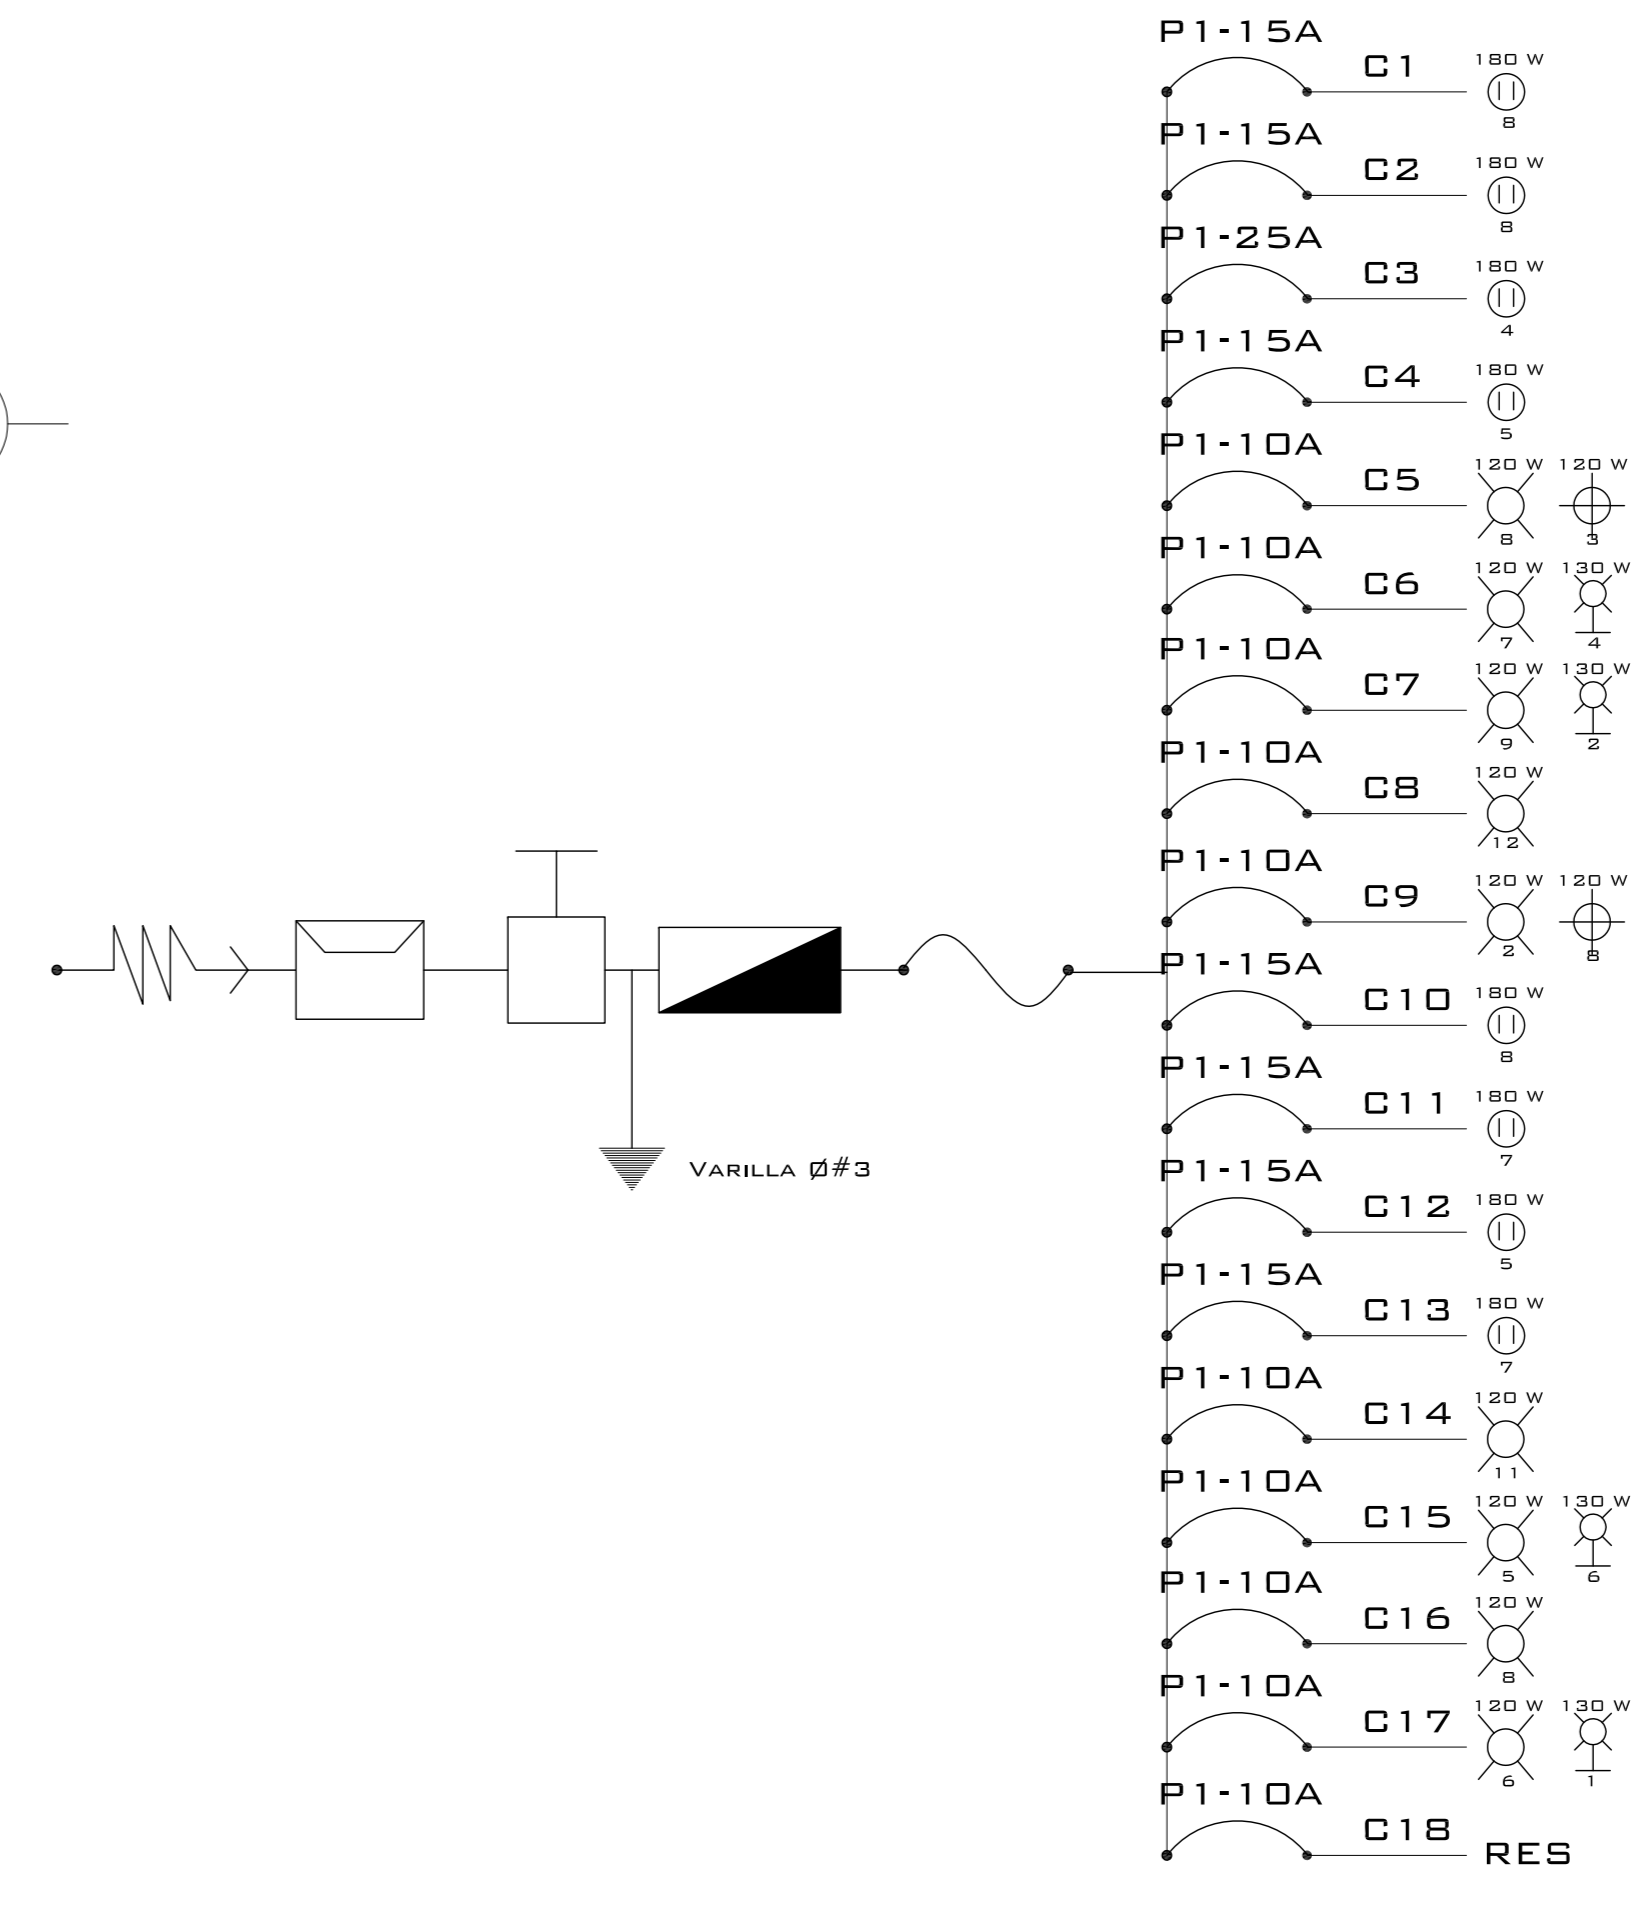 P1-15A
C1
180 W
8
P1-15A
C2
180 W
8
P1-25A
C3
180 W
4
P1-15A
C4
180 W
5
P1-10A
C5
120 W 120 W
8 3
P1-10A
C6
120 W 130 W
7 4
P1-10A
C7
120 W 130 W
9 2
P1-10A
C8
120 W
12
P1-10A
C9
120 W 120 W
2 8
P1-15A
C10
180 W
8
P1-15A
C11
180 W
7
VARILLA Ø#3
P1-15A
C12
180 W
5
P1-15A
C13
180 W
7
P1-10A
C14
120 W
11
P1-10A
C15
120 W 130 W
5 6
P1-10A
C16
120 W
8
P1-10A
C17
120 W 130 W
6 1
P1-10A
C18
RES